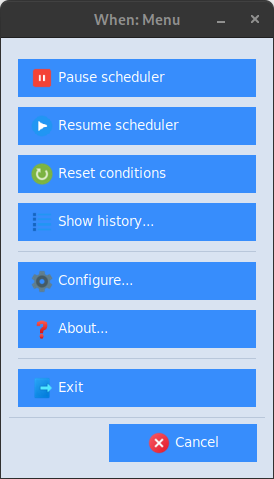 When: Menu
Pause scheduler
Resume scheduler
Reset conditions
Show history...
Configure...
About...
Exit
Cancel